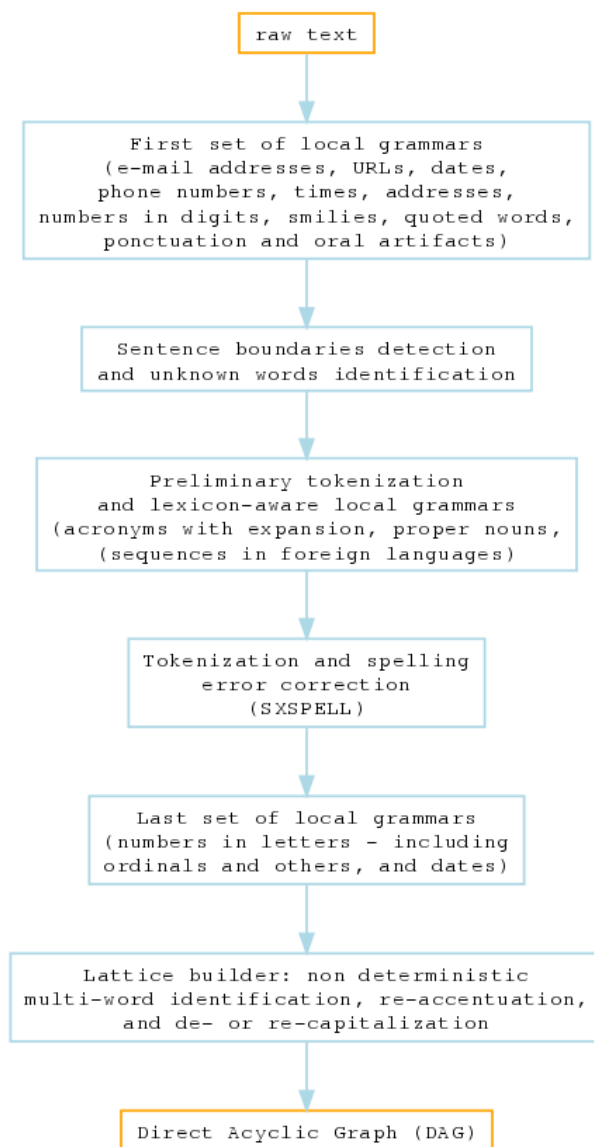 raw text
First set of local grammars
(e-mail addresses, URLs, dates,
phone numbers, times, addresses,
numbers in digits, smilies, quoted words,
ponctuation and oral artifacts)
Sentence boundaries detection
and unknown words identification
Preliminary tokenization
and lexicon-aware local grammars
(acronyms with expansion, proper nouns,
(sequences in foreign languages)
Tokenization and spelling
error correction
(SXSPELL)
Last set of local grammars
(numbers in letters - including
ordinals and others, and dates)
Lattice builder: non deterministic
multi-word identification, re-accentuation,
and de- or re-capitalization
Direct Acyclic Graph (DAG)